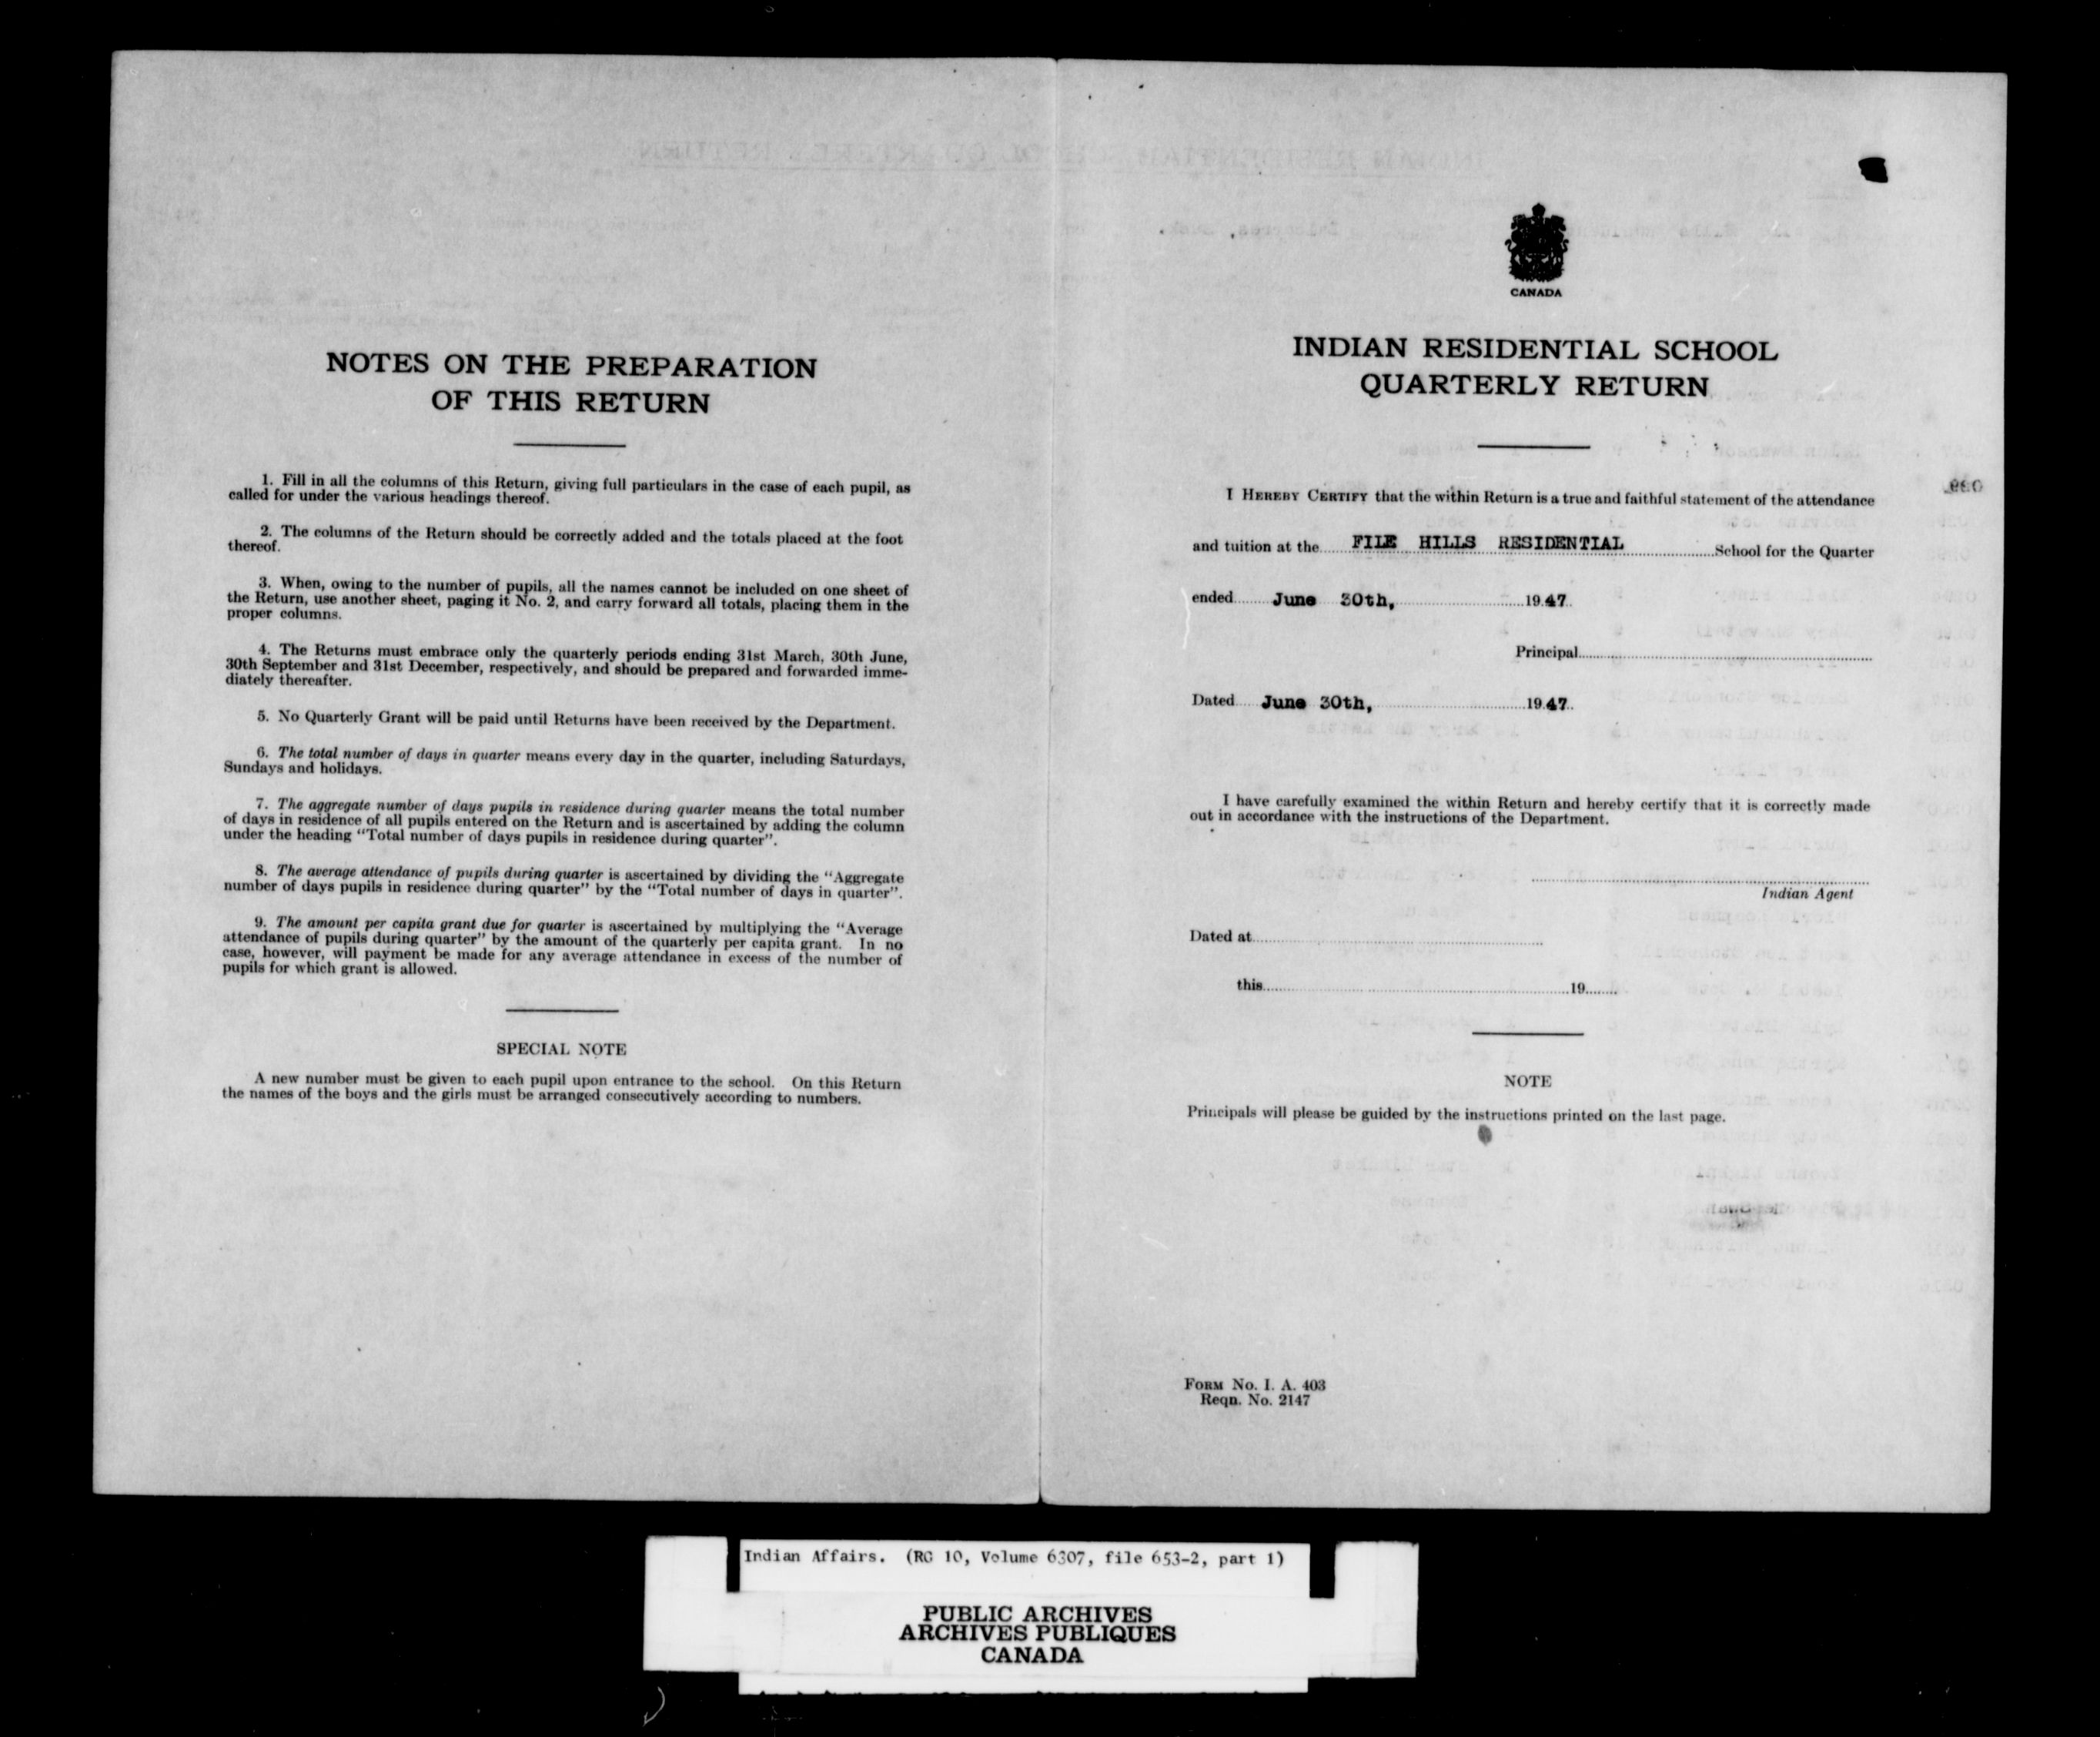 NOTES ON THE PREPARATION
OF THIS RETURN
1. Fill in all the columns of this Return, giving full particulars in the case of each pupil, as
called for under the various headings thereof.
2. The columns of the Return should be correctly added and the totals placed at the foot
thereof.
3. When, owing to the number of pupils, all the names cannot be included on one sheet of
the Return, use another sheet, paging it No. 2, and carry forward all totals, placing them in the
proper columns.
4. The Returns must embrace only the quarterly periods ending 31st March, 30th June,
30th September and 31st December, respectively, and should be prepared and forwarded imme-
diately thereafter.
5. No Quarterly Grant will be paid until Returns have been received by the Department.
6. The total number of days in quarter means every day in the quarter, including Saturdays,
Sundays and holidays.
7. The aggregate number of days pupils in residence during quarter means the total number
of days in residence of all pupils entered on the Return and is ascertained by adding the column
under the heading "Total number of days pupils in residence during quarter".
8. The average attendance of pupils during quarter is ascertained by dividing the "Aggregate
number of days pupils in residence during quarter" by the "Total number of days in quarter".
9. The amount per capita grant due for quarter is ascertained by multiplying the "Average
attendance of pupils during quarter" by the amount of the quarterly per capita grant. In no
case, however, will payment be made for any average attendance in excess of the number of
pupils for which grant is allowed.
SPECIAL NOTE
A new number must be given to each pupil upon entrance to the school. On this Return
the names of the boys and the girls must be arranged consecutively according to numbers.
CANADA
INDIAN RESIDENTIAL SCHOOL
QUARTERLY RETURN
I HEREBY CERTIFY that the within Return is a true and faithful statement of the attendance
and tuition at the FILE HILLS RESIDENTIAL School for the Quarter
ended June 30th, 1947
Principal
Dated June 30th, 1947
I have carefully examined the within Return and hereby certify that it is correctly made
out in accordance with the instructions of the Department.
Indian Agent
Dated at
this 19
NOTE
Principals will please be guided by the instructions printed on the last page.
FORM No. I. A. 403
Reqn. No. 2147
Indian Affairs. (RG 10, Volume 6307, file 653-2, part 1)
PUBLIC ARCHIVES
ARCHIVES PUBLIQUES
CANADA